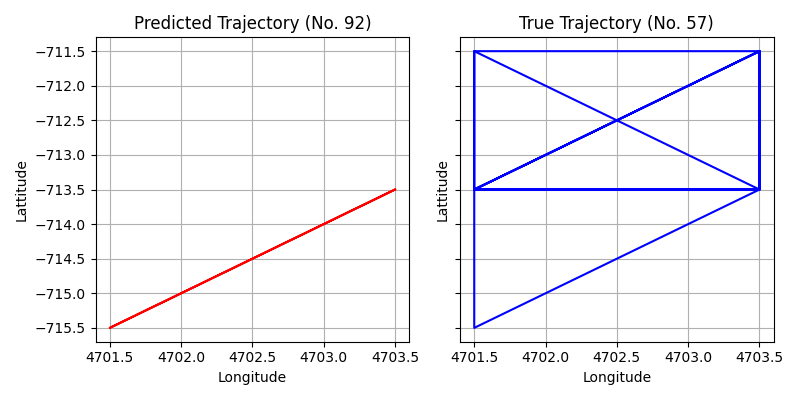 Predicted Trajectory (No. 92)
True Trajectory (No. 57)
Lattitude
−711.5
−712.0
−712.5
−713.0
−713.5
−714.0
−714.5
−715.0
−715.5
4701.5 4702.0 4702.5 4703.0 4703.5
Longitude
Lattitude
4701.5 4702.0 4702.5 4703.0 4703.5
Longitude